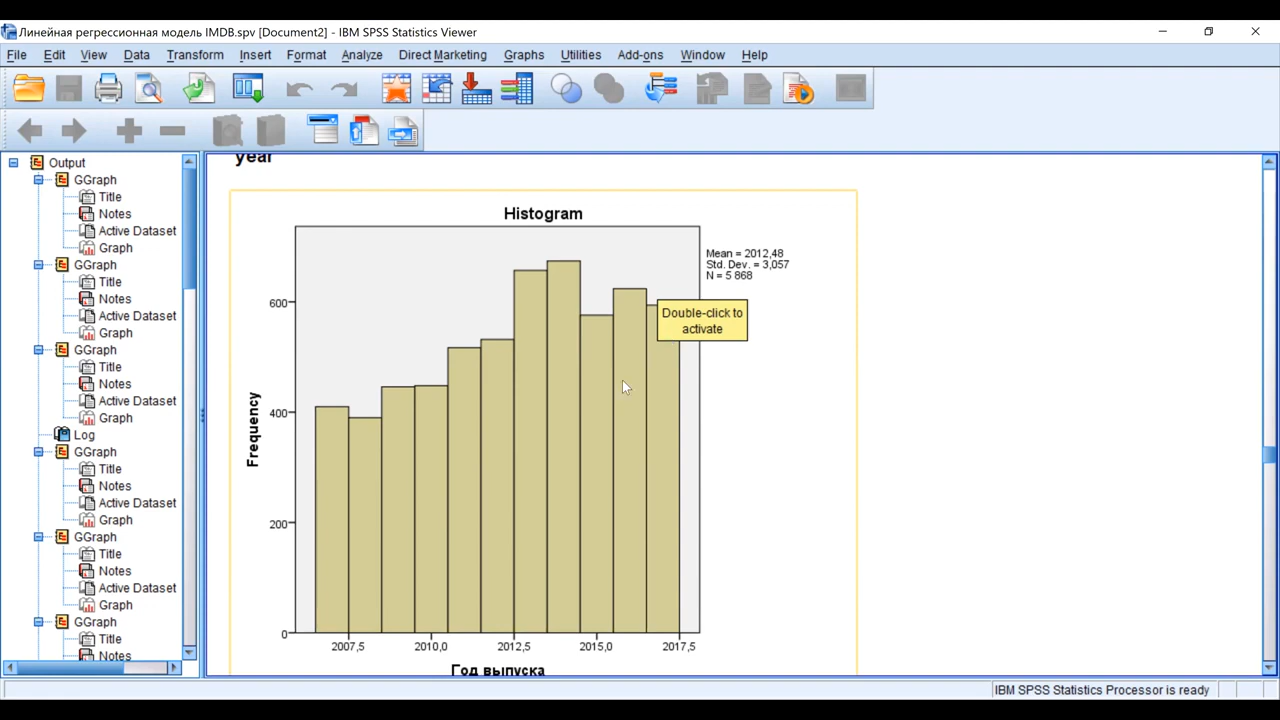 Линейная регрессионная модель IMDB.spv [Document2] - IBM SPSS Statistics Viewer
File Edit View Data Transform Insert Format Analyze Direct Marketing Graphs Utilities Add-ons Window Help
Output
GGraph
Title
Notes
Active Dataset
Graph
GGraph
Title
Notes
Active Dataset
Graph
GGraph
Title
Notes
Active Dataset
Graph
Log
GGraph
Title
Notes
Active Dataset
Graph
GGraph
Title
Notes
Active Dataset
Graph
GGraph
Title
Notes
year
Histogram
Mean = 2012,48
Std. Dev. = 3,057
N = 5 868
Double-click to
activate
Frequency
600
400
200
0
2007,5 2010,0 2012,5 2015,0 2017,5
Год выпуска
IBM SPSS Statistics Processor is ready